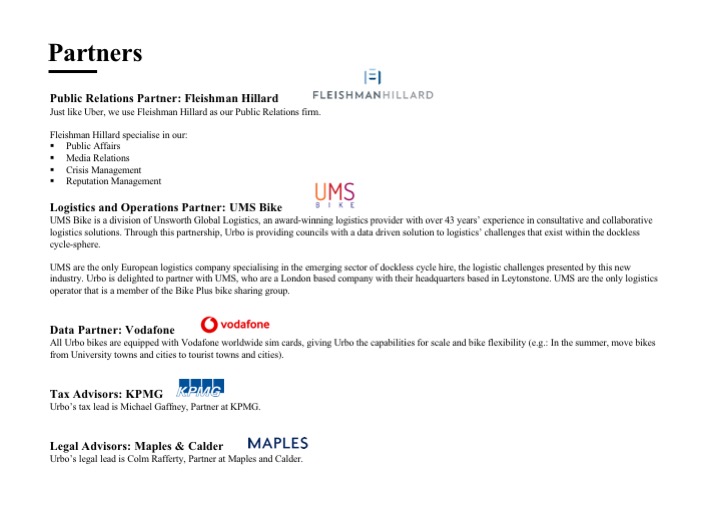 Partners
FLEISHMANHILLARD
Public Relations Partner: Fleishman Hillard
Just like Uber, we use Fleishman Hillard as our Public Relations firm.
Fleishman Hillard specialise in our:
▪ Public Affairs
▪ Media Relations
▪ Crisis Management
▪ Reputation Management
UMS
BIKE
Logistics and Operations Partner: UMS Bike
UMS Bike is a division of Unsworth Global Logistics, an award-winning logistics provider with over 43 years' experience in consultative and collaborative
logistics solutions. Through this partnership, Urbo is providing councils with a data driven solution to logistics' challenges that exist within the dockless
cycle-sphere.
UMS are the only European logistics company specialising in the emerging sector of dockless cycle hire, the logistic challenges presented by this new
industry. Urbo is delighted to partner with UMS, who are a London based company with their headquarters based in Leytonstone. UMS are the only logistics
operator that is a member of the Bike Plus bike sharing group.
Data Partner: Vodafone
vodafone
All Urbo bikes are equipped with Vodafone worldwide sim cards, giving Urbo the capabilities for scale and bike flexibility (e.g.: In the summer, move bikes
from University towns and cities to tourist towns and cities).
Tax Advisors: KPMG
KPMG
Urbo's tax lead is Michael Gaffney, Partner at KPMG.
Legal Advisors: Maples & Calder
MAPLES
Urbo's legal lead is Colm Rafferty, Partner at Maples and Calder.